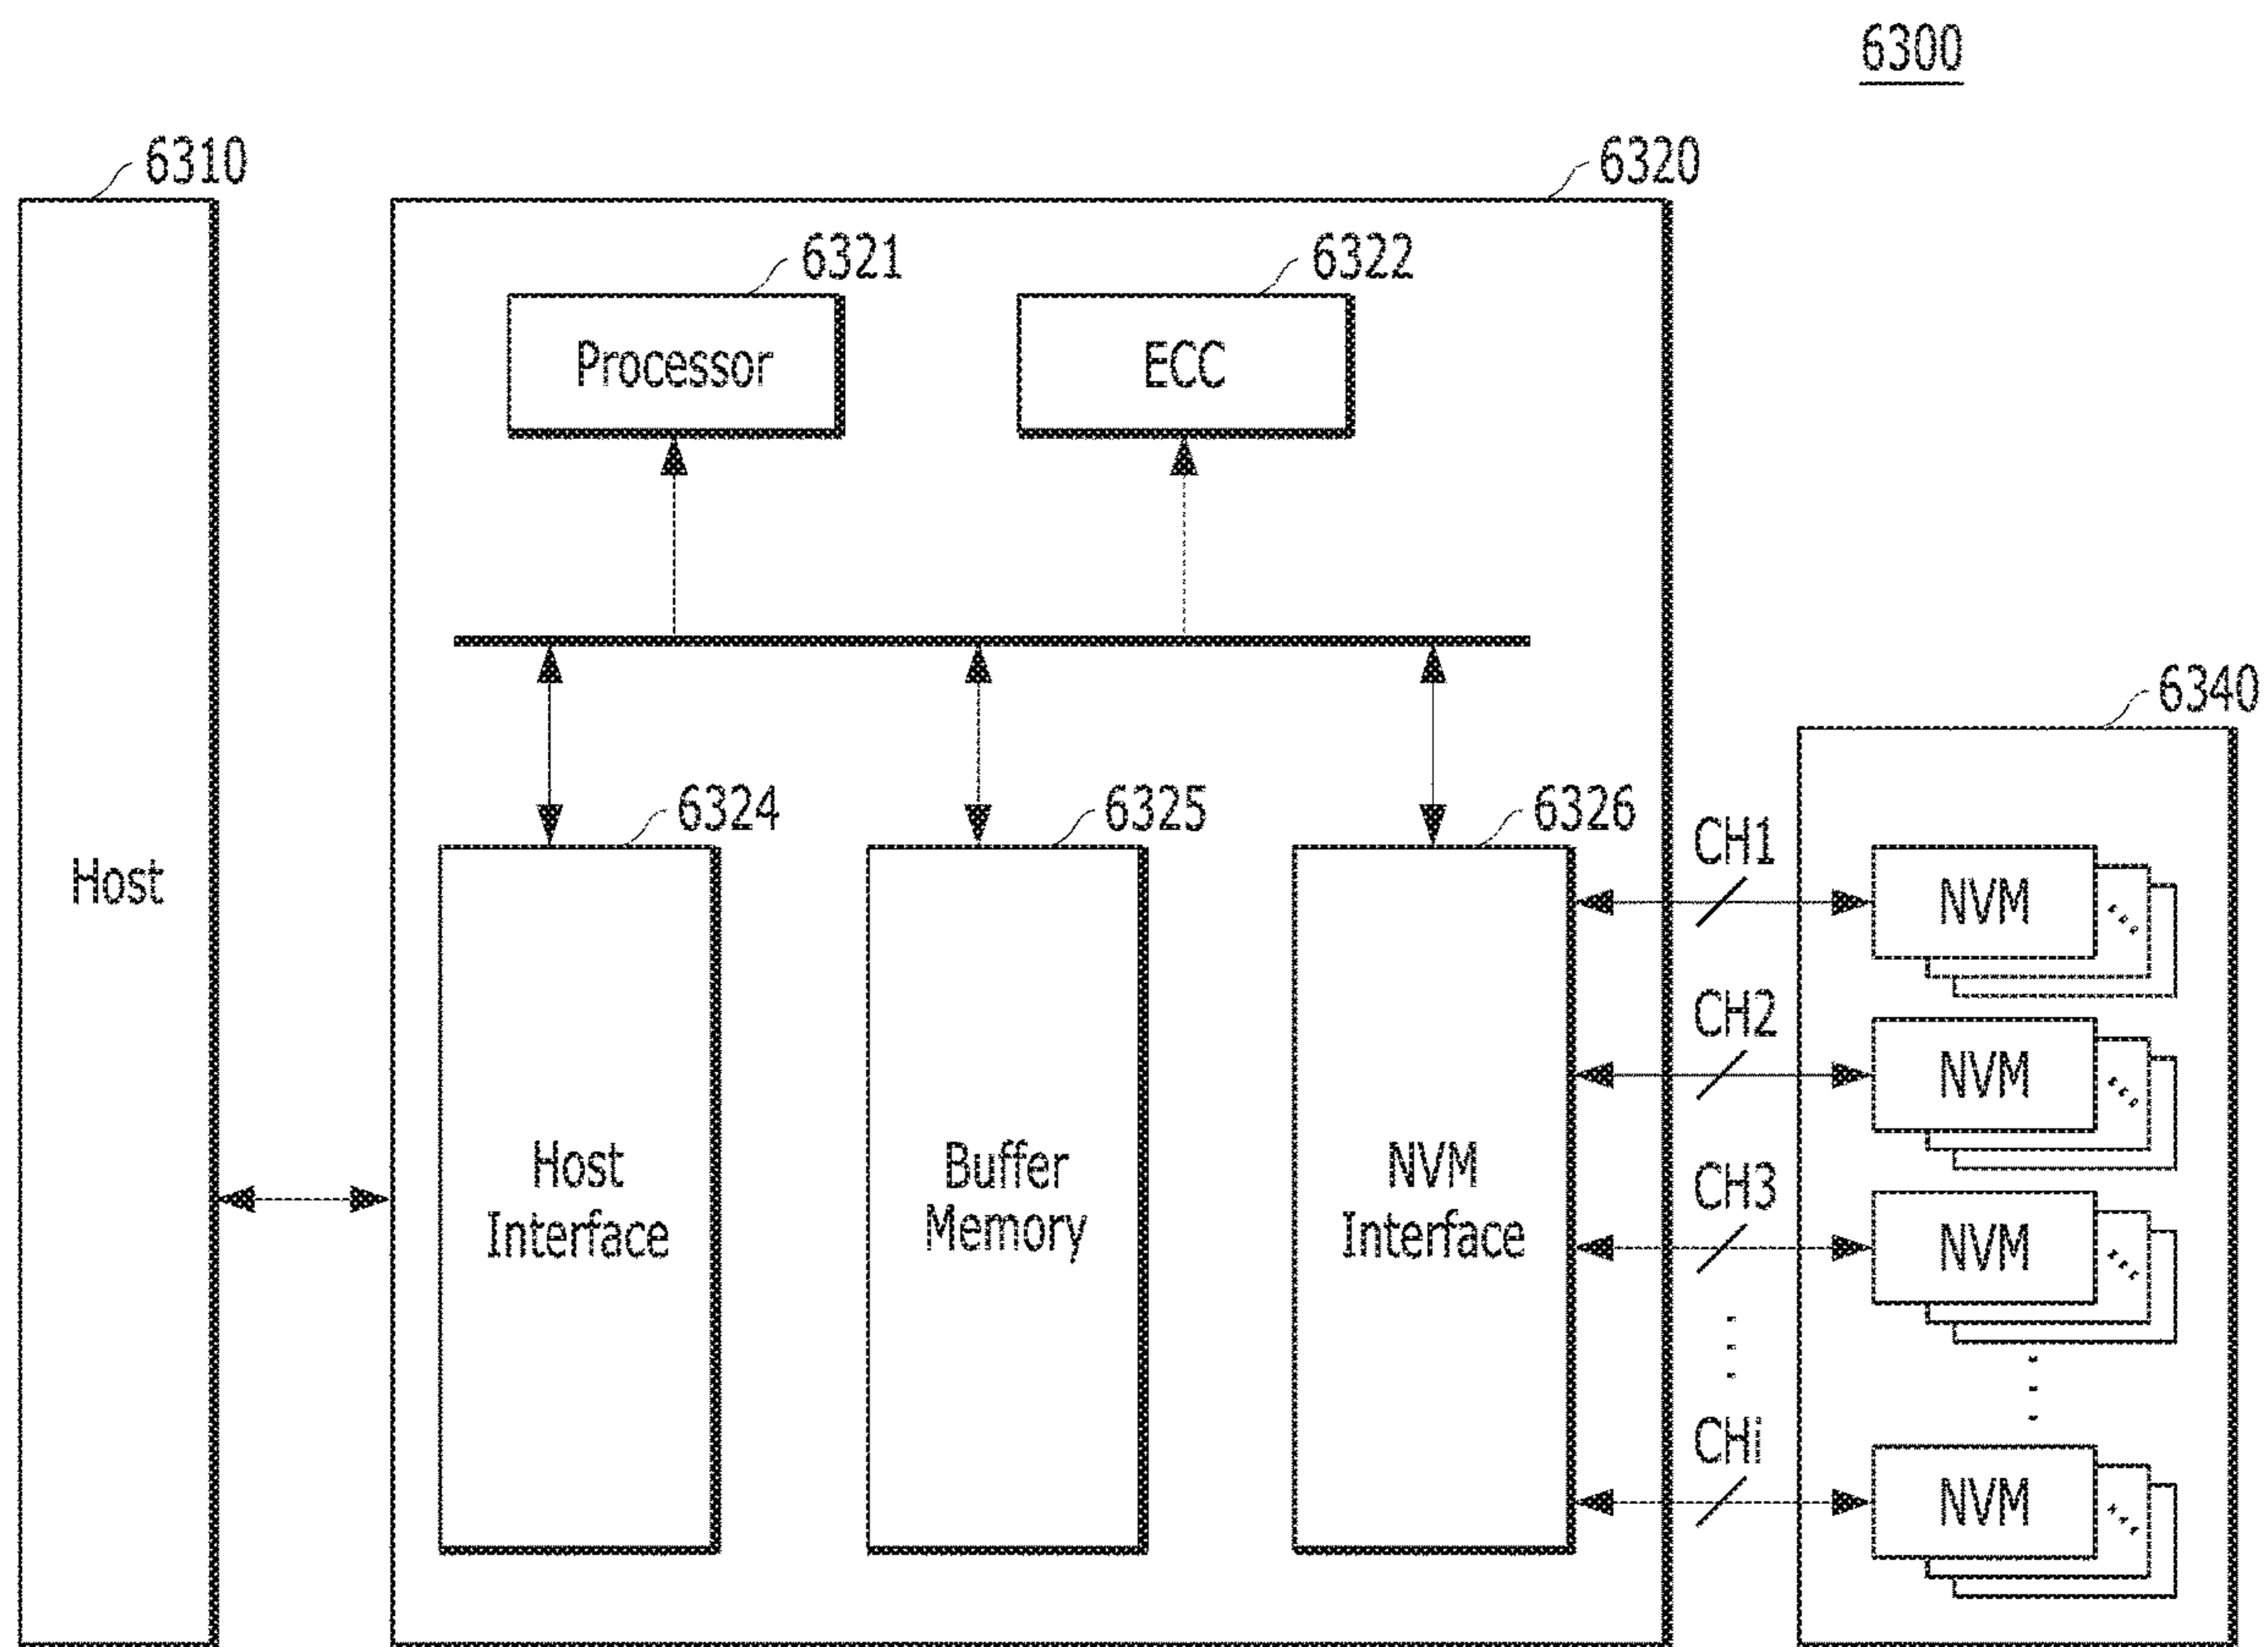 6300
6310
6320
6321
6322
Processor
ECC
6340
6324
6325
6326
CH1
Host
NVM
CH2
NVM
Host
Interface
Buffer
Memory
NVM
Interface
CH3
NVM
CHi
NVM